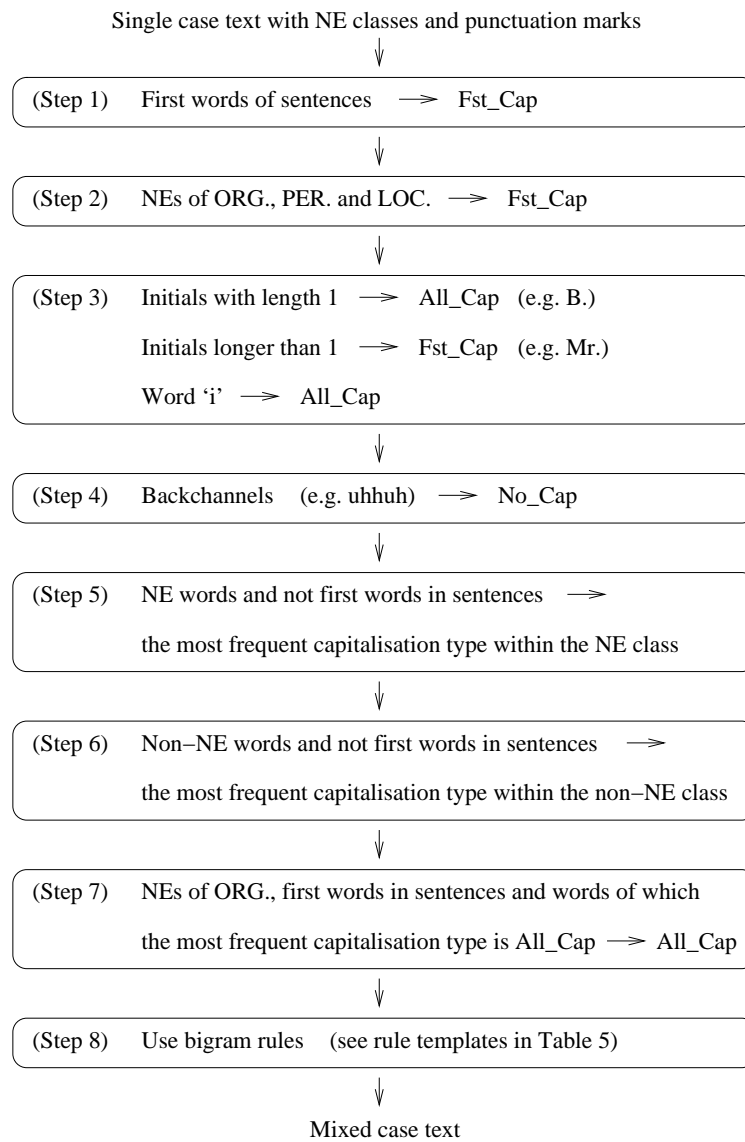 Single case text with NE classes and punctuation marks
(Step 1) First words of sentences → Fst_Cap
(Step 2) NEs of ORG., PER. and LOC. → Fst_Cap
(Step 3) Initials with length 1 → All_Cap (e.g. B.)
Initials longer than 1 → Fst_Cap (e.g. Mr.)
Word ‘i’ → All_Cap
(Step 4) Backchannels (e.g. uhhuh) → No_Cap
(Step 5) NE words and not first words in sentences →
the most frequent capitalisation type within the NE class
(Step 6) Non−NE words and not first words in sentences →
the most frequent capitalisation type within the non−NE class
(Step 7) NEs of ORG., first words in sentences and words of which
the most frequent capitalisation type is All_Cap → All_Cap
(Step 8) Use bigram rules (see rule templates in Table 5)
Mixed case text